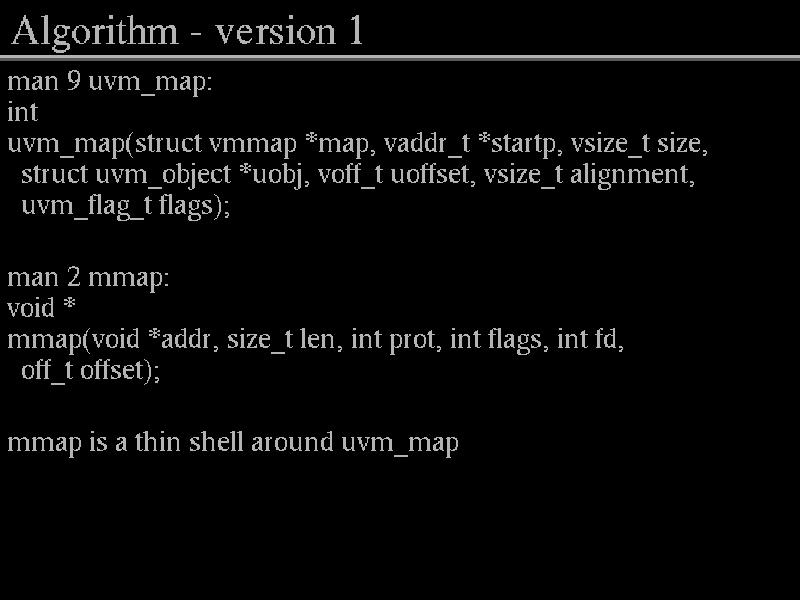 Algorithm - version 1
man 9 uvm_map:
int
uvm_map(struct vmmap *map, vaddr_t *startp, vsize_t size,
struct uvm_object *uobj, voff_t uoffset, vsize_t alignment,
uvm_flag_t flags);
man 2 mmap:
void *
mmap(void *addr, size_t len, int prot, int flags, int fd,
off_t offset);
mmap is a thin shell around uvm_map